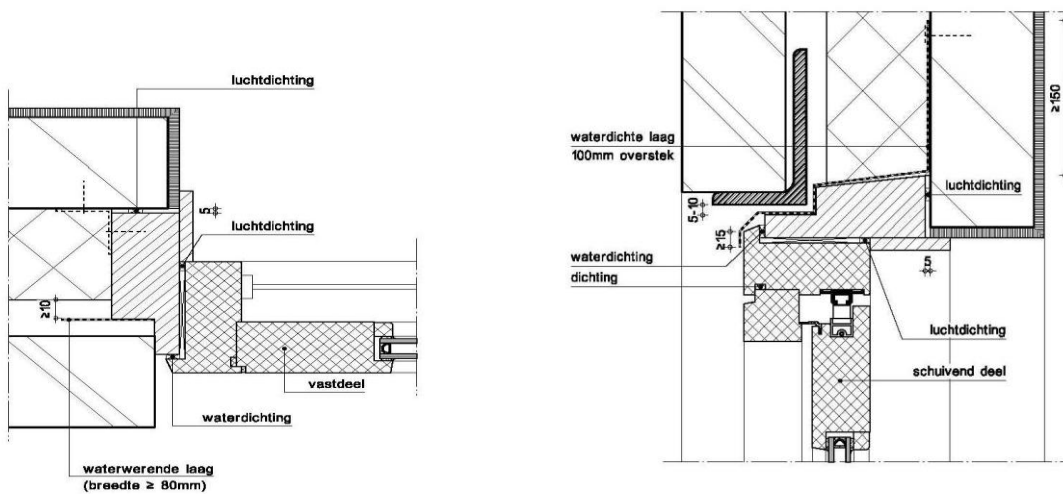 luchtdichting
5
luchtdichting
≥10
vastdeel
waterdichting
waterwerende laag
(breedte ≥ 80mm)
≥150
waterdichte laag
100mm overstek
luchtdichting
5-10
≥15
waterdichting
dichting
5
luchtdichting
schuivend deel